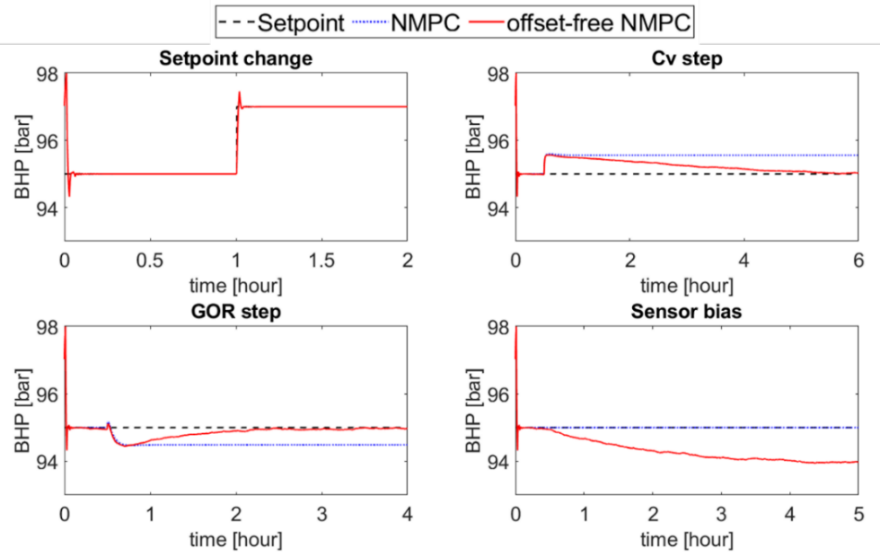 Setpoint NMPC offset-free NMPC
Setpoint change
98
96
94
BHP [bar]
0 0.5 1 1.5 2
time [hour]
Cv step
98
96
94
BHP [bar]
0 2 4 6
time [hour]
GOR step
98
96
94
BHP [bar]
0 1 2 3 4
time [hour]
Sensor bias
98
96
94
BHP [bar]
0 1 2 3 4 5
time [hour]